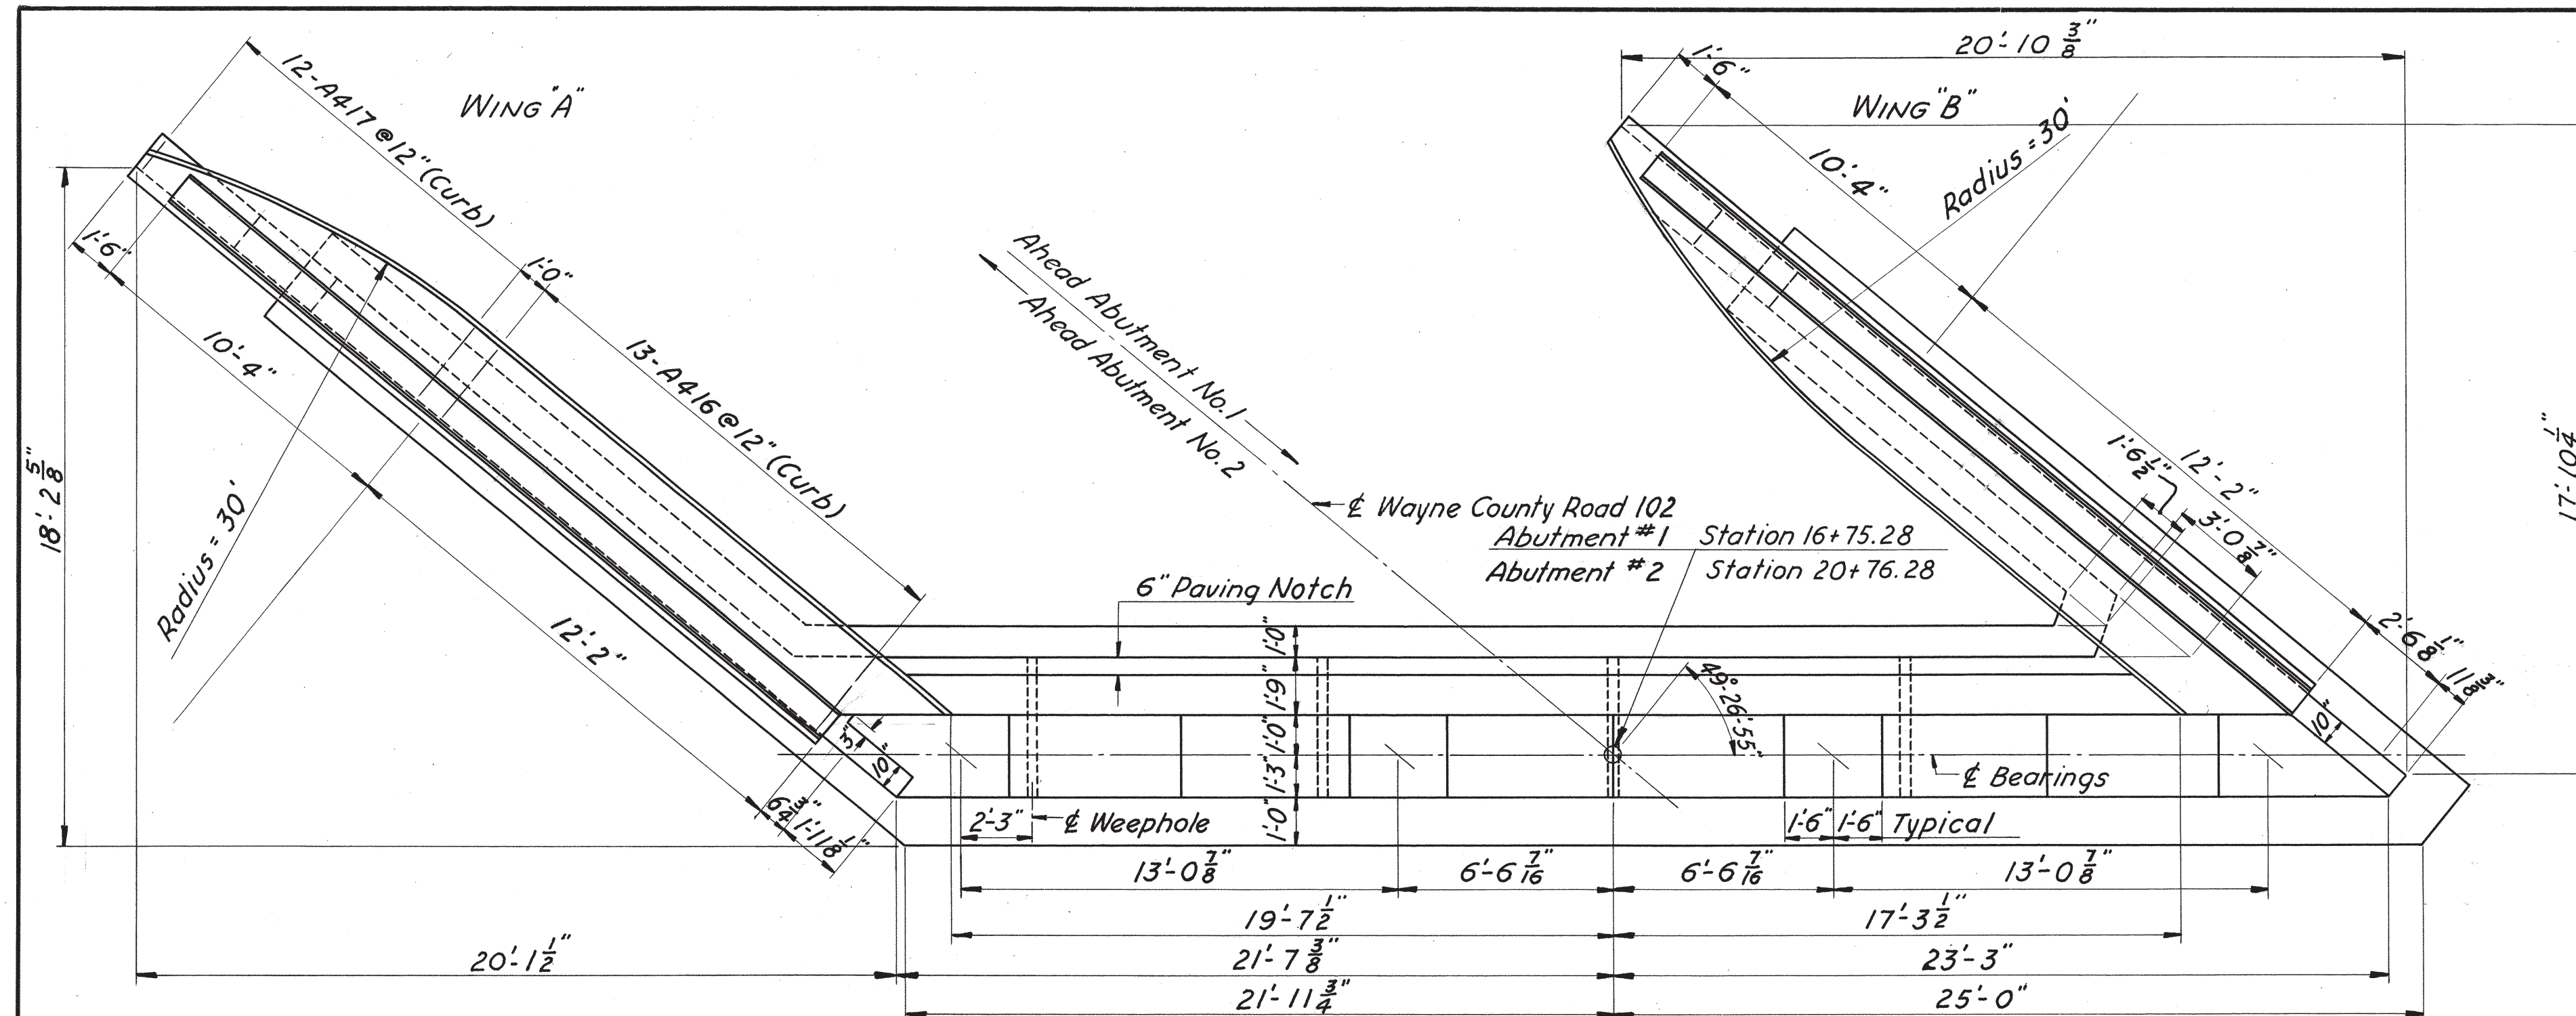 20'-10 3/8"
1'-6"
WING "A"
WING "B"
12-A417@12"(Curb)
Radius = 30'
10'-4"
1'-6"
1'-0"
Ahead Abutment No.1
Ahead Abutment No.2
10'-4"
13-A416@12"(Curb)
18'-2 5/8"
17'-10 1/4"
1'-6 1/2"
12'-2"
3'-0 7/8"
Radius = 30'
℄ Wayne County Road 102
Abutment #1 Station 16+75.28
Abutment #2 Station 20+76.28
6" Paving Notch
12'-2"
1'-0"
2'-6 1/8"
11 3/8"
1'-9"
49°-26'-55"
10"
3"
10"
1'-0"
1'-3"
℄ Bearings
6 3/4"
1'-11 1/8"
2'-3"
℄ Weephole
1'-0"
1'-6" 1'-6" Typical
13'-0 7/8"
6'-6 7/16"
6'-6 7/16"
13'-0 7/8"
19'-7 1/2"
17'-3 1/2"
20'-1 1/2"
21'-7 3/8"
23'-3"
21'-11 3/4"
25'-0"